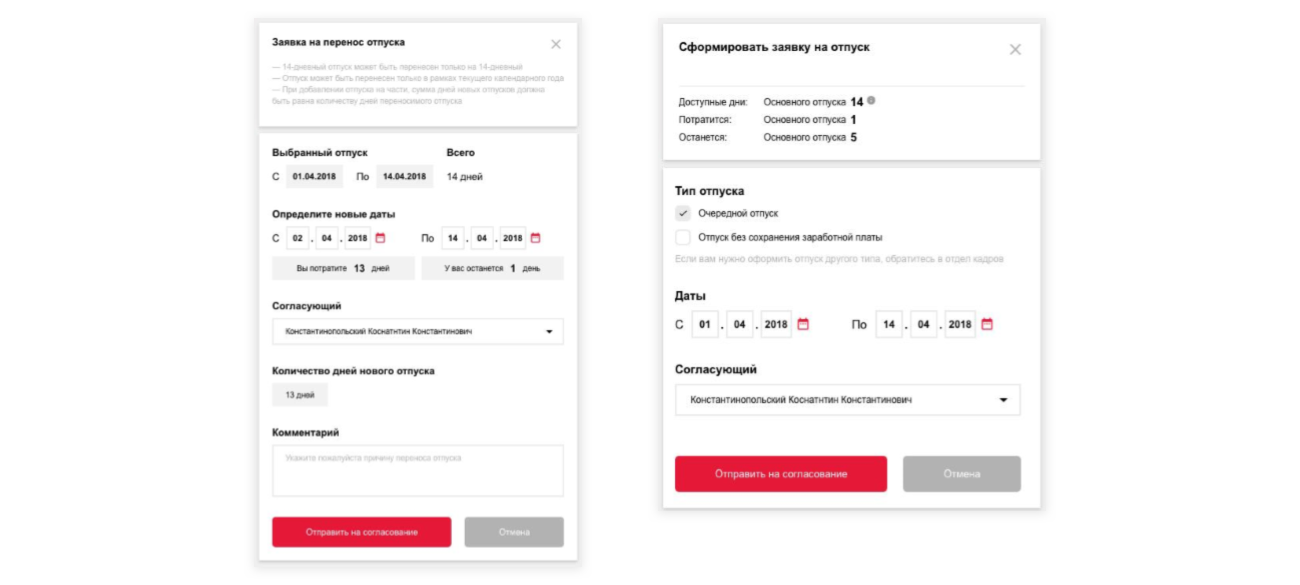 Заявка на перенос отпуска
— 14-дневный отпуск может быть перенесен только на 14-дневный
— Отпуск может быть перенесен только в рамках текущего календарного года
— При добавлении отпуска на части, сумма дней новых отпусков должна
быть равна количеству дней переносимого отпуска
Выбранный отпуск Всего
С 01.04.2018 По 14.04.2018 14 дней
Определите новые даты
С 02 . 04 . 2018 По 14 . 04 . 2018
Вы потратите 13 дней У вас останется 1 день
Согласующий
Константинопольский Коснатнтин Константинович
Количество дней нового отпуска
13 дней
Комментарий
Укажите пожалуйста причину переноса отпуска
Отправить на согласование Отмена
Сформировать заявку на отпуск
Доступные дни: Основного отпуска 14
Потратится: Основного отпуска 1
Останется: Основного отпуска 5
Тип отпуска
Очередной отпуск
Отпуск без сохранения заработной платы
Если вам нужно оформить отпуск другого типа, обратитесь в отдел кадров
Даты
С 01 . 04 . 2018 По 14 . 04 . 2018
Согласующий
Константинопольский Коснатнтин Константинович
Отправить на согласование Отмена